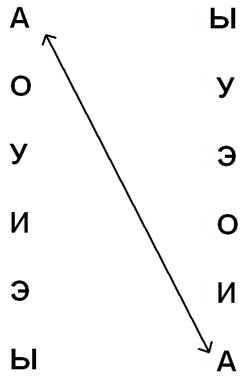 А Ы
О У
У Э
И О
Э И
Ы А